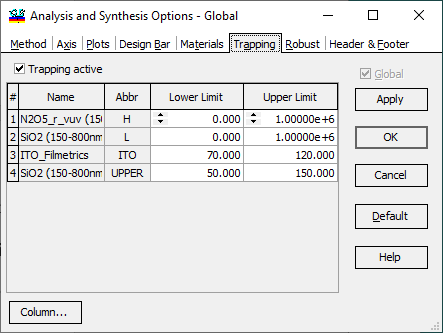 Analysis and Synthesis Options - Global
Method Axis Plots Design Bar Materials Trapping Robust Header & Footer
Trapping active
Global
# Name Abbr Lower Limit Upper Limit
1 N2O5_r_vuv (15 H 0.000 1.00000e+6
2 SiO2 (150-800nm L 0.000 1.00000e+6
3 ITO_Filmetrics ITO 70.000 120.000
4 SiO2 (150-800nm UPPER 50.000 150.000
Apply
OK
Cancel
Default
Help
Column...